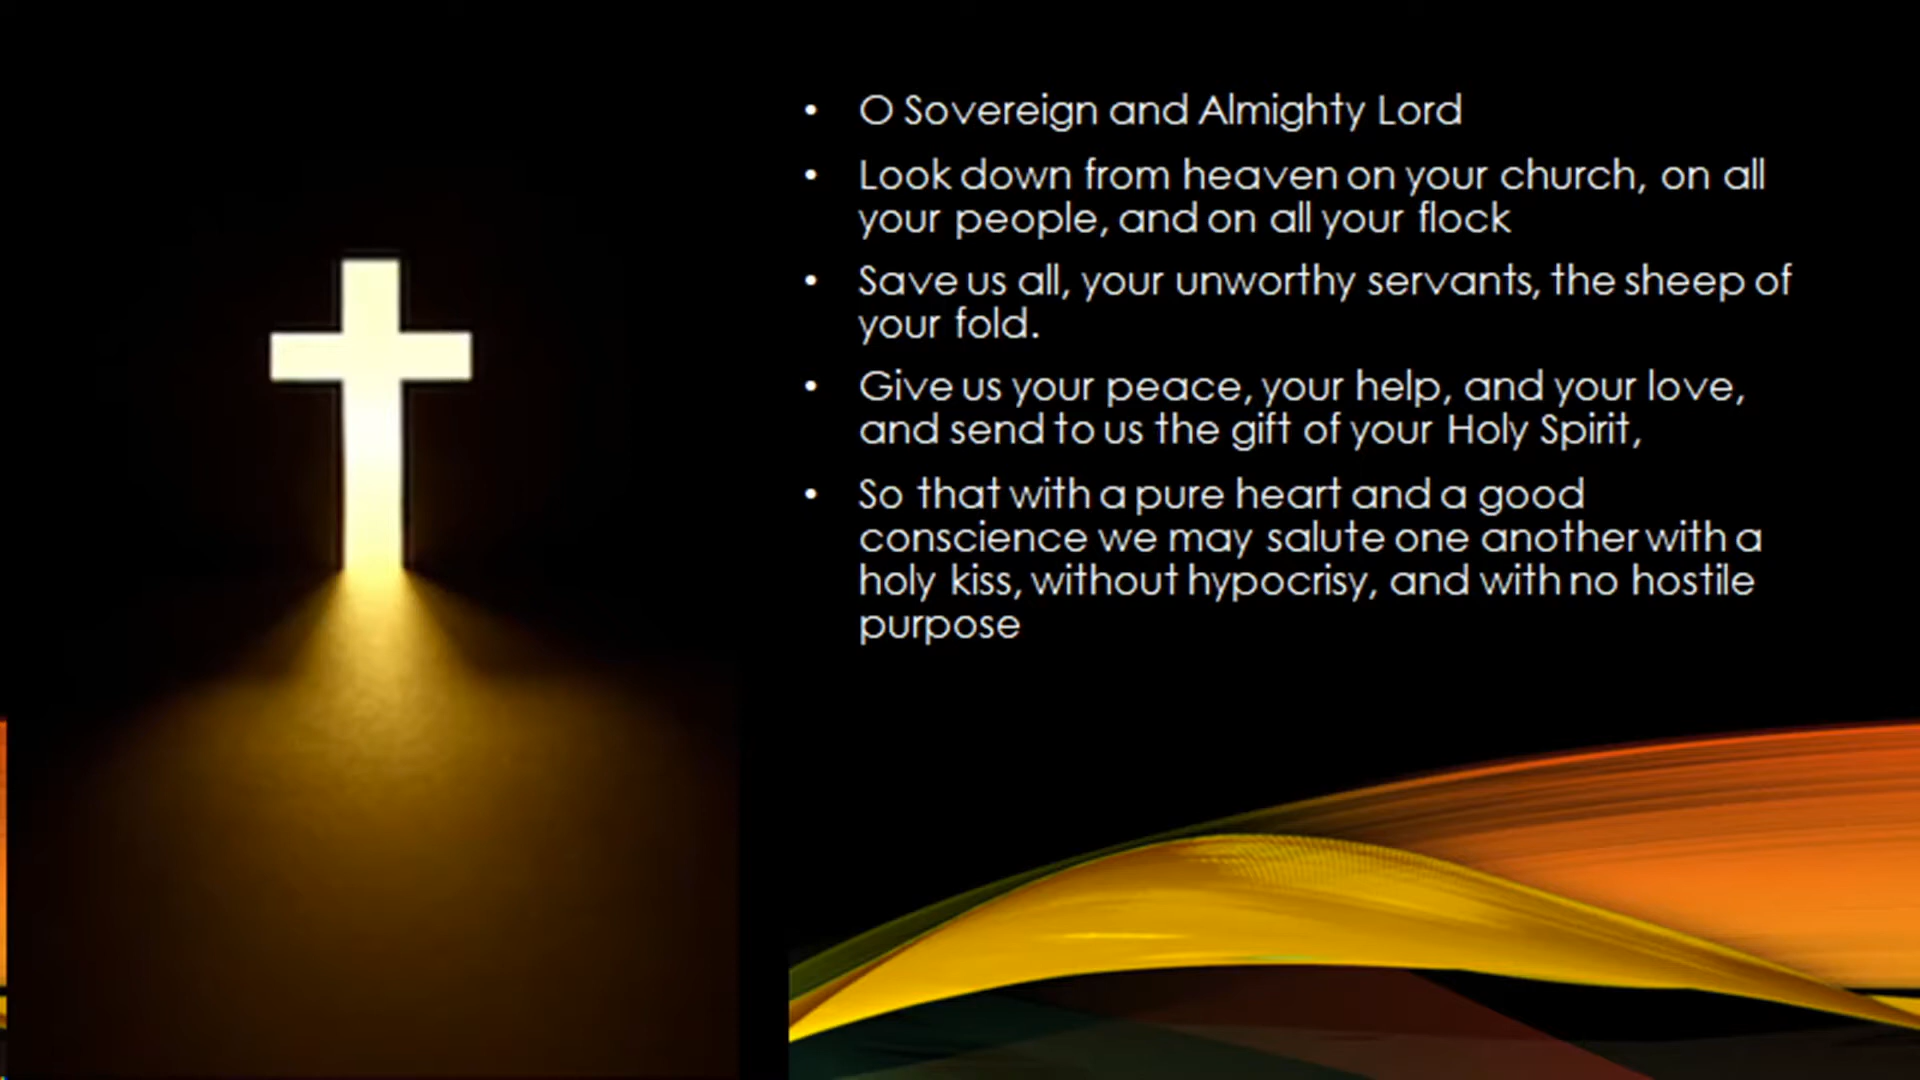 • O Sovereign and Almighty Lord
• Look down from heaven on your church, on all
your people, and on all your flock
• Save us all, your unworthy servants, the sheep of
your fold.
• Give us your peace, your help, and your love,
and send to us the gift of your Holy Spirit,
• So that with a pure heart and a good
conscience we may salute one another with a
holy kiss, without hypocrisy, and with no hostile
purpose